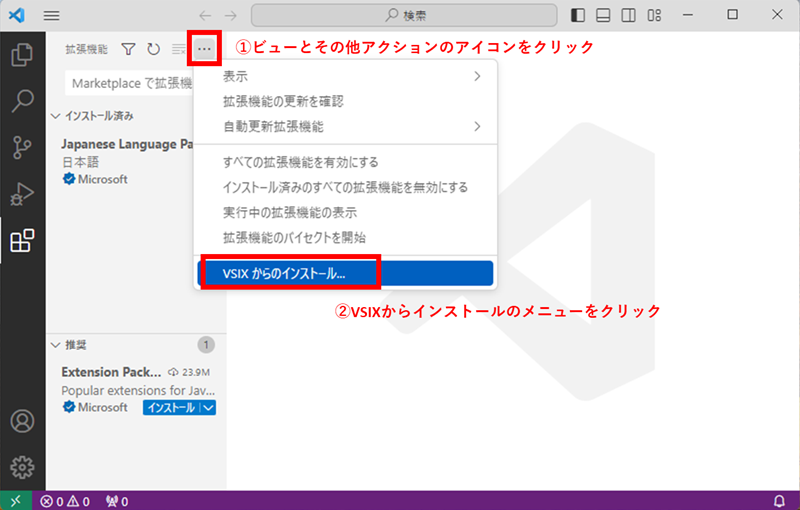 検索
拡張機能
①ビューとその他アクションのアイコンをクリック
Marketplace で拡張機
表示
拡張機能の更新を確認
自動更新拡張機能
すべての拡張機能を有効にする
インストール済みのすべての拡張機能を無効にする
実行中の拡張機能の表示
拡張機能のバイセクトを開始
VSIX からのインストール...
②VSIXからインストールのメニューをクリック
インストール済み
Japanese Language Pa
日本語
Microsoft
推奨
1
Extension Pack... 23.9M
Popular extensions for Jav...
Microsoft
インストール
0 0 0